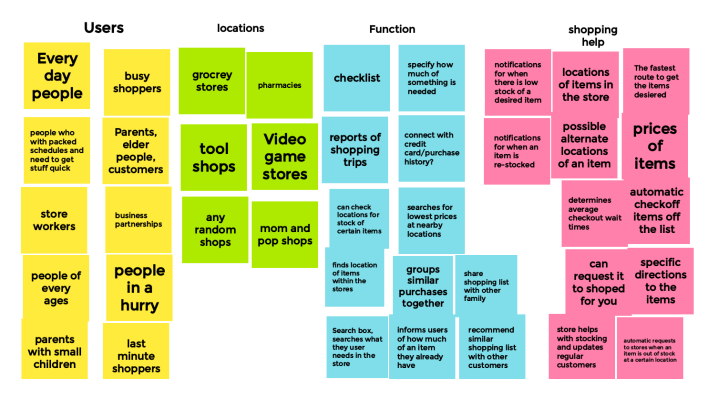 Users
locations
Function
shopping
help
Every
day
people
busy
shoppers
people who
with packed
schedules and
need to get
stuff quick
Parents,
elder
people,
customers
store
workers
business
partnerships
people of
every
ages
people
in a
hurry
parents
with small
children
last
minute
shoppers
grocrey
stores
pharmacies
tool
shops
Video
game
stores
any
random
shops
mom and
pop shops
checklist
specify how
much of
something is
needed
reports of
shopping
trips
connect with
credit
card/purchase
history?
can check
locations for
stock of
certain items
searches for
lowest prices
at nearby
locations
finds location
of items
within the
stores
groups
similar
purchases
together
share
shopping list
with other
family
Search box,
searches what
they user
needs in the
store
informs users
of how much
of an item
they already
have
recommend
similar
shopping list
with other
customers
notifications
for when
there is low
stock of a
desired item
locations
of items in
the store
The fastest
route to get
the items
desiered
notifications
for when an
item is
re-stocked
possible
alternate
locations
of an item
prices
of
items
determines
average
checkout wait
times
automatic
checkoff
items off
the list
can
request it
to shoped
for you
specific
directions
to the
items
store helps
with stocking
and updates
regular
customers
automatic requests
to stores when an
item is out of stock
at a certain location